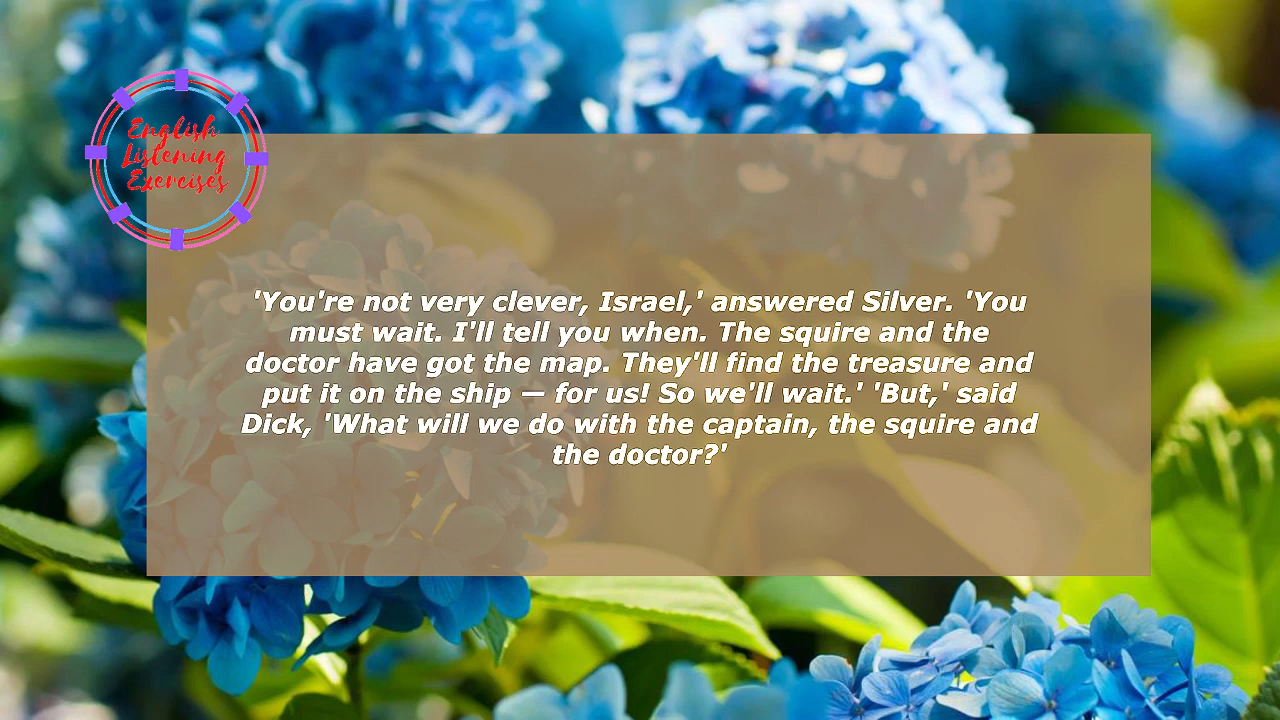 English
Listening
Exercises
'You're not very clever, Israel,' answered Silver. 'You
must wait. I'll tell you when. The squire and the
doctor have got the map. They'll find the treasure and
put it on the ship — for us! So we'll wait.' 'But,' said
Dick, 'What will we do with the captain, the squire and
the doctor?'